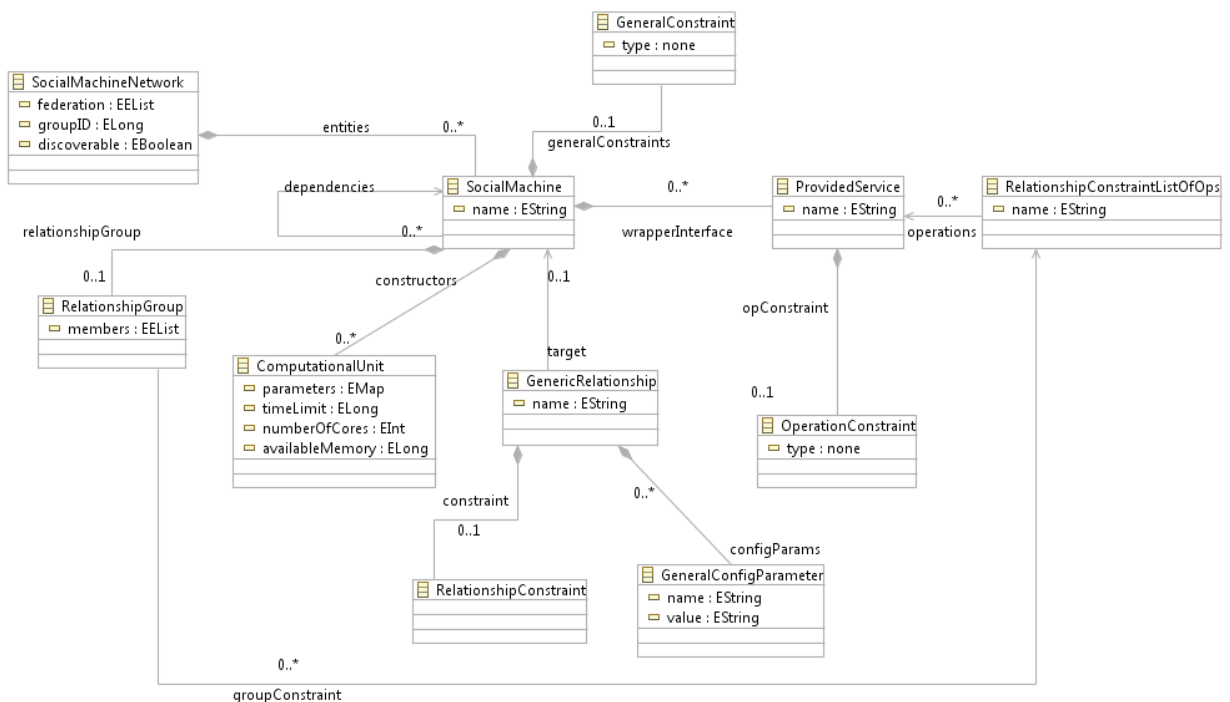 GeneralConstraint
type : none
SocialMachineNetwork
federation : EEList
groupID : ELong
discoverable : EBoolean
entities
0..*
0..1
generalConstraints
dependencies
0..*
SocialMachine
name : EString
0..*
wrapperInterface
ProvidedService
name : EString
0..*
operations
RelationshipConstraintListOfOps
name : EString
relationshipGroup
0..1
RelationshipGroup
members : EEList
constructors
0..*
0..1
target
opConstraint
0..1
ComputationalUnit
parameters : EMap
timeLimit : ELong
numberOfCores : EInt
availableMemory : ELong
GenericRelationship
name : EString
OperationConstraint
type : none
constraint
0..1
0..*
configParams
RelationshipConstraint
GeneralConfigParameter
name : EString
value : EString
0..*
groupConstraint